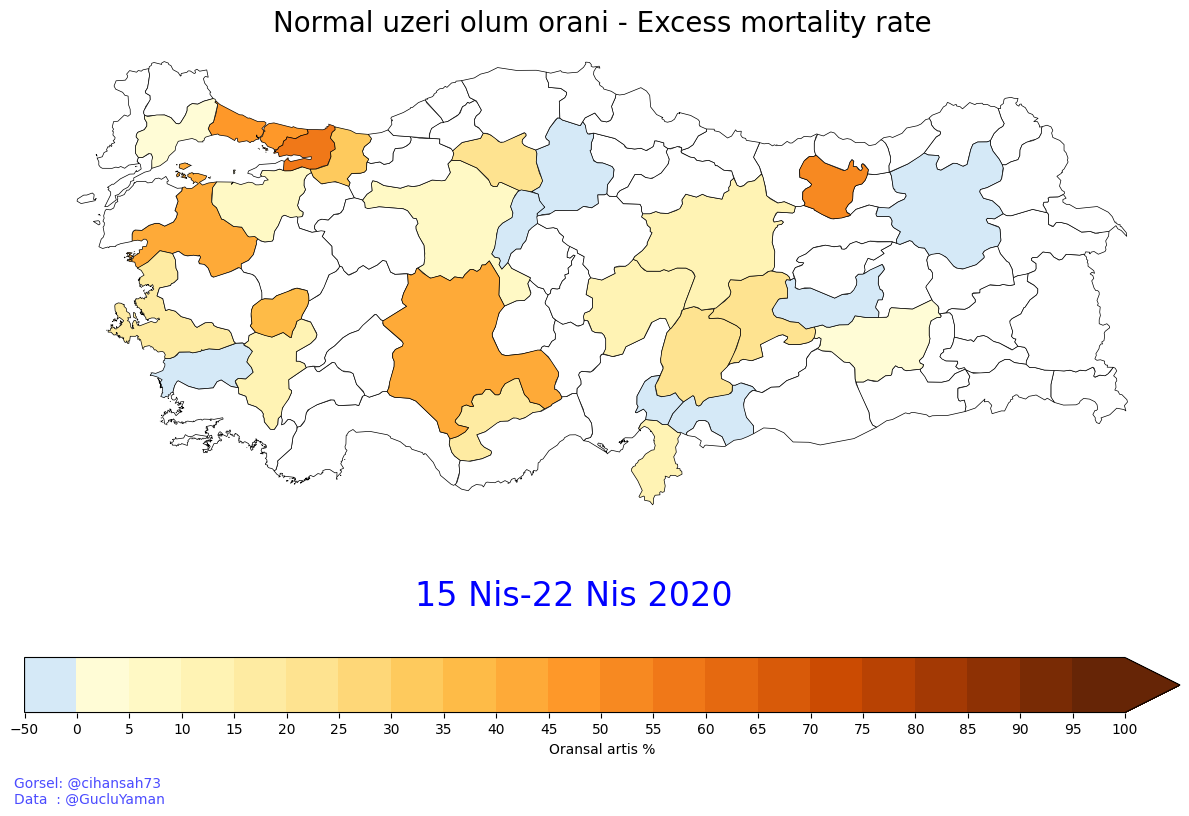 Normal uzeri olum orani - Excess mortality rate
15 Nis-22 Nis 2020
−50 0 5 10 15 20 25 30 35 40 45 50 55 60 65 70 75 80 85 90 95 100
Oransal artis %
Gorsel: @cihansah73
Data  : @GucluYaman